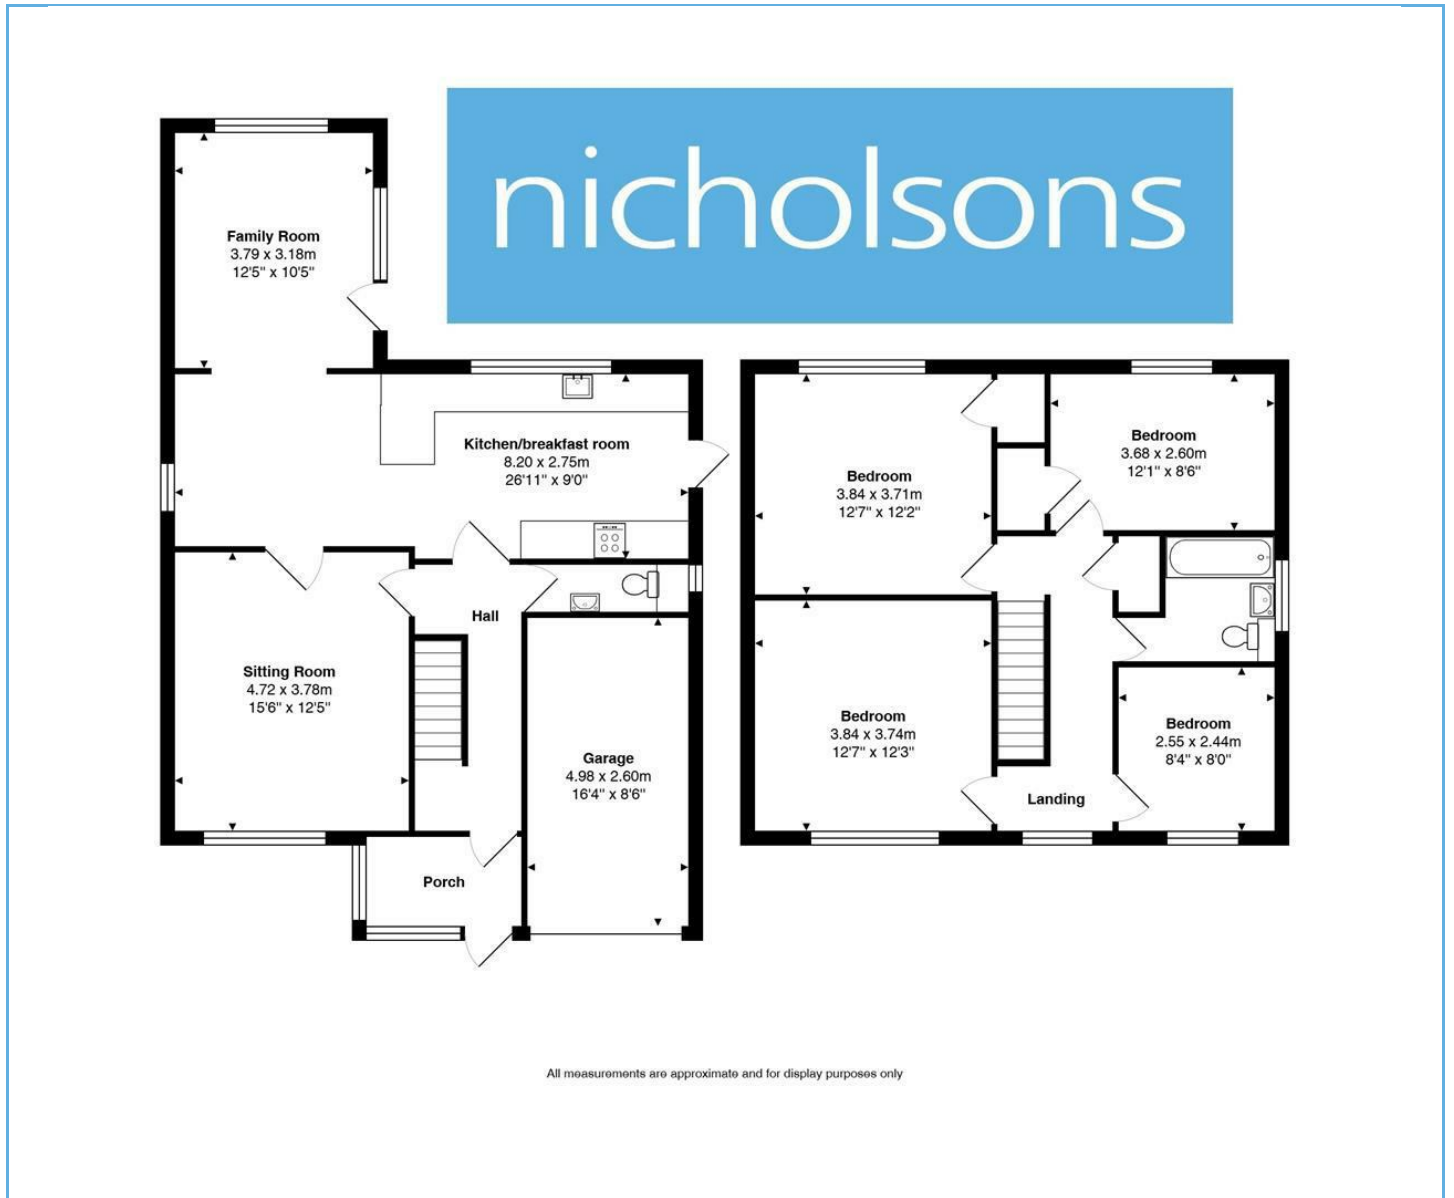 nicholsons
Family Room
3.79 x 3.18m
12'5" x 10'5"
Kitchen/breakfast room
8.20 x 2.75m
26'11" x 9'0"
Hall
Sitting Room
4.72 x 3.78m
15'6" x 12'5"
Garage
4.98 x 2.60m
16'4" x 8'6"
Porch
Bedroom
3.84 x 3.71m
12'7" x 12'2"
Bedroom
3.68 x 2.60m
12'1" x 8'6"
Bedroom
3.84 x 3.74m
12'7" x 12'3"
Bedroom
2.55 x 2.44m
8'4" x 8'0"
Landing
All measurements are approximate and for display purposes only